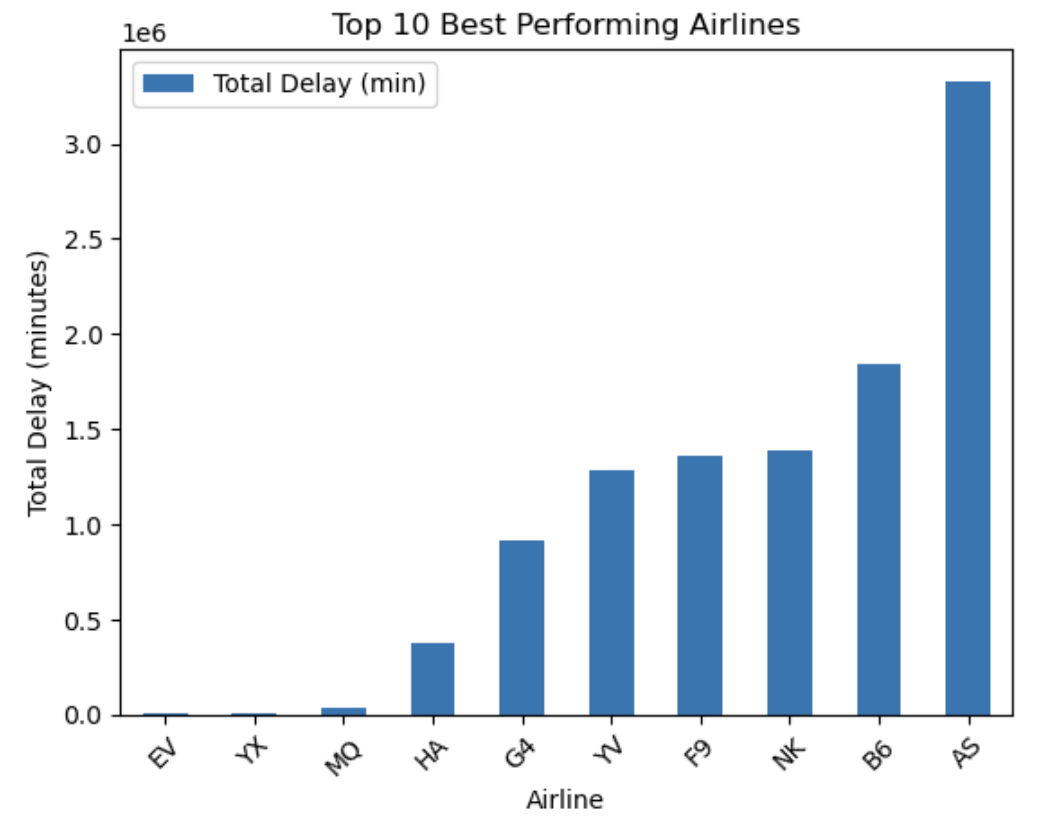 Top 10 Best Performing Airlines
1e6
Total Delay (min)
3.0
2.5
2.0
1.5
1.0
0.5
0.0
Total Delay (minutes)
EV YX MQ HA G4 YV F9 NK B6 AS
Airline